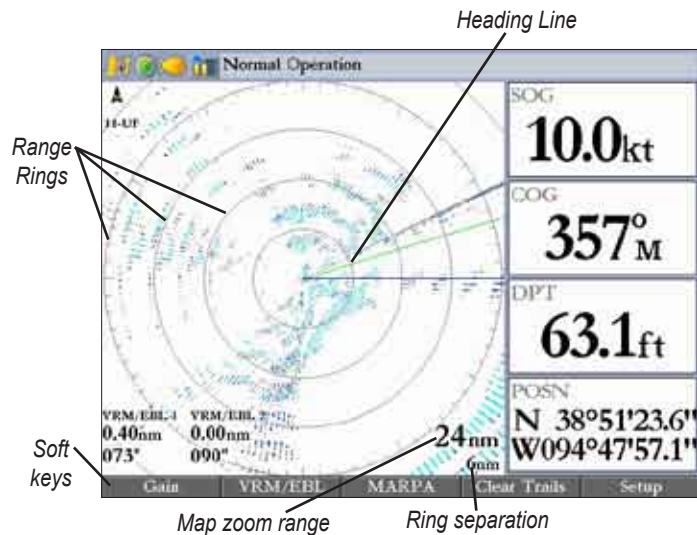 Heading Line
Normal Operation
H-UP
Range
Rings
SOG
10.0kt
COG
357°M
DPT
63.1ft
POSN
N 38°51'23.6"
W094°47'57.1"
VRM/EBL 1
0.40nm
073°
VRM/EBL 2
0.00nm
090°
24nm
6nm
Soft
keys
Gain
VRM/EBL
MARPA
Clear Trails
Setup
Map zoom range
Ring separation